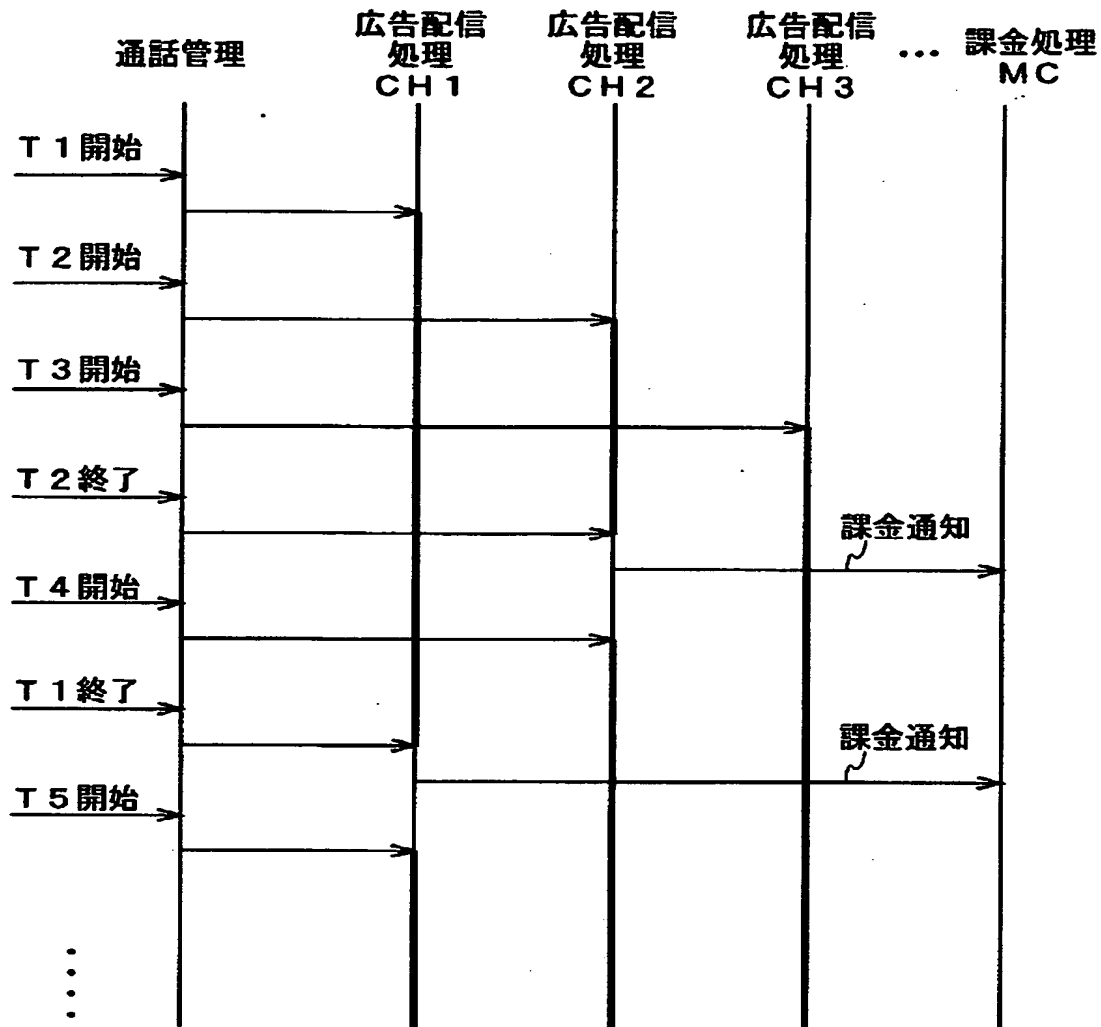 通話管理
広告配信
処理
CH1
広告配信
処理
CH2
広告配信
処理
CH3
…
課金処理
MC
T1開始
T2開始
T3開始
T2終了
課金通知
T4開始
T1終了
課金通知
T5開始